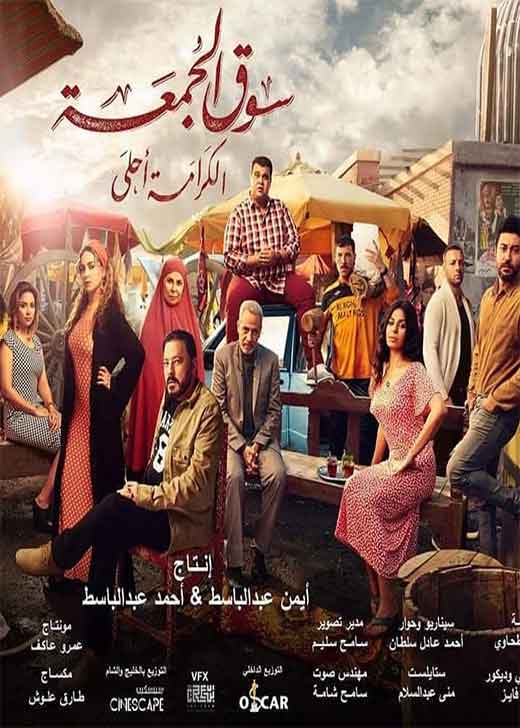 سوق الجمعة
الكرامة أحلى
إنتاج
أيمن عبدالباسط & أحمد عبدالباسط
سيناريو وحوار
أحمد عادل سلطان
مدير تصوير
سامح سليم
مونتاج
عمرو عاكف
ستايلست
منى عبدالسلام
مهندس صوت
سامح شامة
مكساج
طارق علوش
التوزيع الداخلي
OSCAR
VFX
التوزيع بالخليج والشام
CINESCAPE